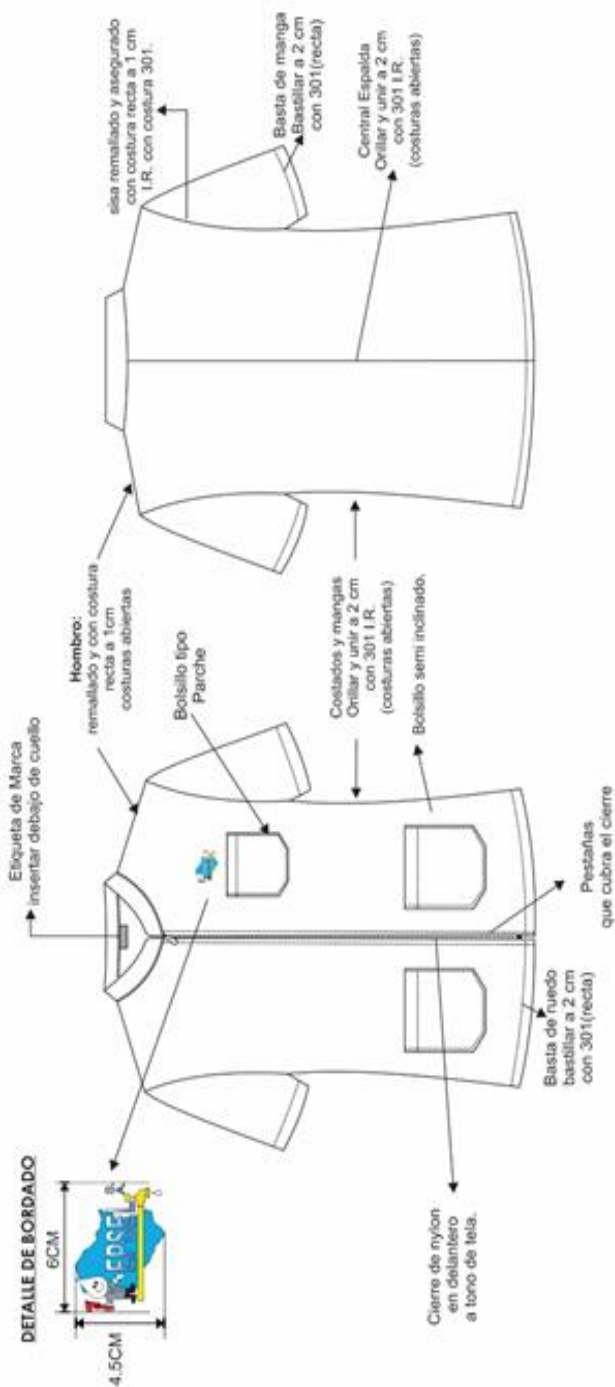 DETALLE DE BORDADO
6CM
4.5CM
EPSEL
S.
A.
Etiqueta de Marca
insertar debajo de cuello
Hombro:
remallado y con costura
recta a 1cm
costuras abiertas
Bolsillo tipo
Parche
Costados y mangas
Orillar y unir a 2 cm
con 301 I.R.
(costuras abiertas)
Bolsillo semi inclinado.
Pestañas
que cubra el cierre
Basta de ruedo
bastillar a 2 cm
con 301(recta)
Cierre de nylon
en delantero
a tono de tela.
sisa remallado y asegurado
con costura recta a 1 cm
I.R. con costura 301.
Basta de manga
Bastillar a 2 cm
con 301(recta)
Central Espalda
Orillar y unir a 2 cm
con 301 I.R.
(costuras abiertas)